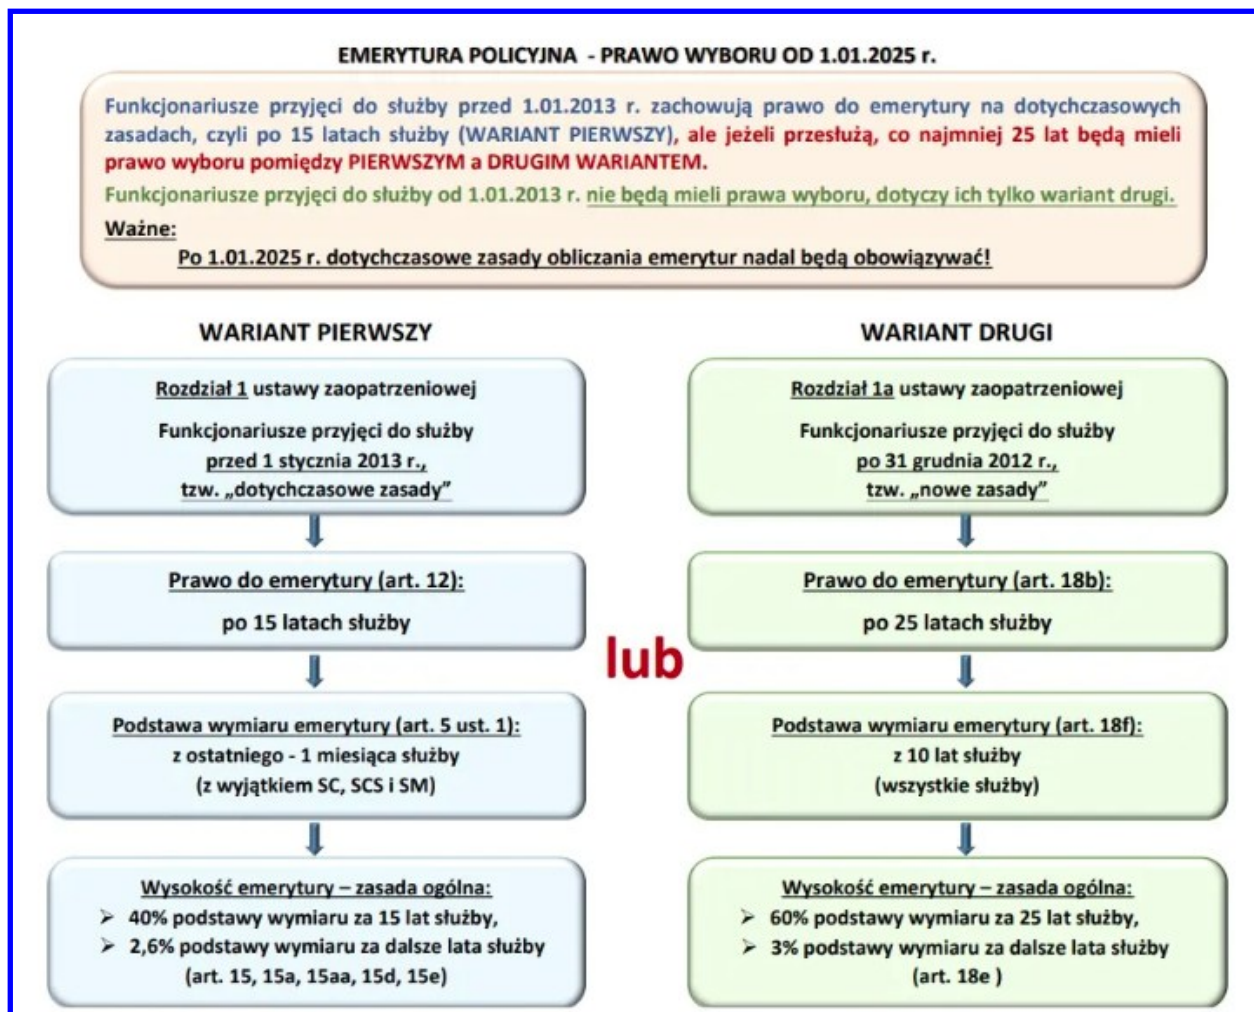 EMERYTURA POLICYJNA - PRAWO WYBORU OD 1.01.2025 r.
Funkcjonariusze przyjęci do służby przed 1.01.2013 r. zachowują prawo do emerytury na dotychczasowych
zasadach, czyli po 15 latach służby (WARIANT PIERWSZY), ale jeżeli przesłużą, co najmniej 25 lat będą mieli
prawo wyboru pomiędzy PIERWSZYM a DRUGIM WARIANTEM.
Funkcjonariusze przyjęci do służby od 1.01.2013 r. nie będą mieli prawa wyboru, dotyczy ich tylko wariant drugi.
Ważne:
Po 1.01.2025 r. dotychczasowe zasady obliczania emerytur nadal będą obowiązywać!
WARIANT PIERWSZY
Rozdział 1 ustawy zaopatrzeniowej
Funkcjonariusze przyjęci do służby
przed 1 stycznia 2013 r.,
tzw. „dotychczasowe zasady”
Prawo do emerytury (art. 12):
po 15 latach służby
Podstawa wymiaru emerytury (art. 5 ust. 1):
z ostatniego - 1 miesiąca służby
(z wyjątkiem SC, SCS i SM)
Wysokość emerytury – zasada ogólna:
➢ 40% podstawy wymiaru za 15 lat służby,
➢ 2,6% podstawy wymiaru za dalsze lata służby
(art. 15, 15a, 15aa, 15d, 15e)
lub
WARIANT DRUGI
Rozdział 1a ustawy zaopatrzeniowej
Funkcjonariusze przyjęci do służby
po 31 grudnia 2012 r.,
tzw. „nowe zasady”
Prawo do emerytury (art. 18b):
po 25 latach służby
Podstawa wymiaru emerytury (art. 18f):
z 10 lat służby
(wszystkie służby)
Wysokość emerytury – zasada ogólna:
➢ 60% podstawy wymiaru za 25 lat służby,
➢ 3% podstawy wymiaru za dalsze lata służby
(art. 18e )